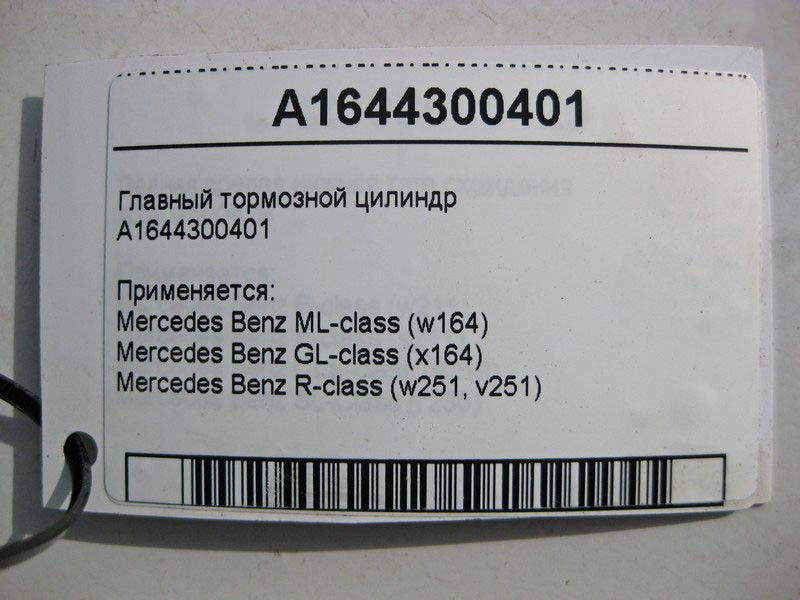 A1644300401
Главный тормозной цилиндр
A1644300401
Применяется:
Mercedes Benz ML-class (w164)
Mercedes Benz GL-class (x164)
Mercedes Benz R-class (w251, v251)